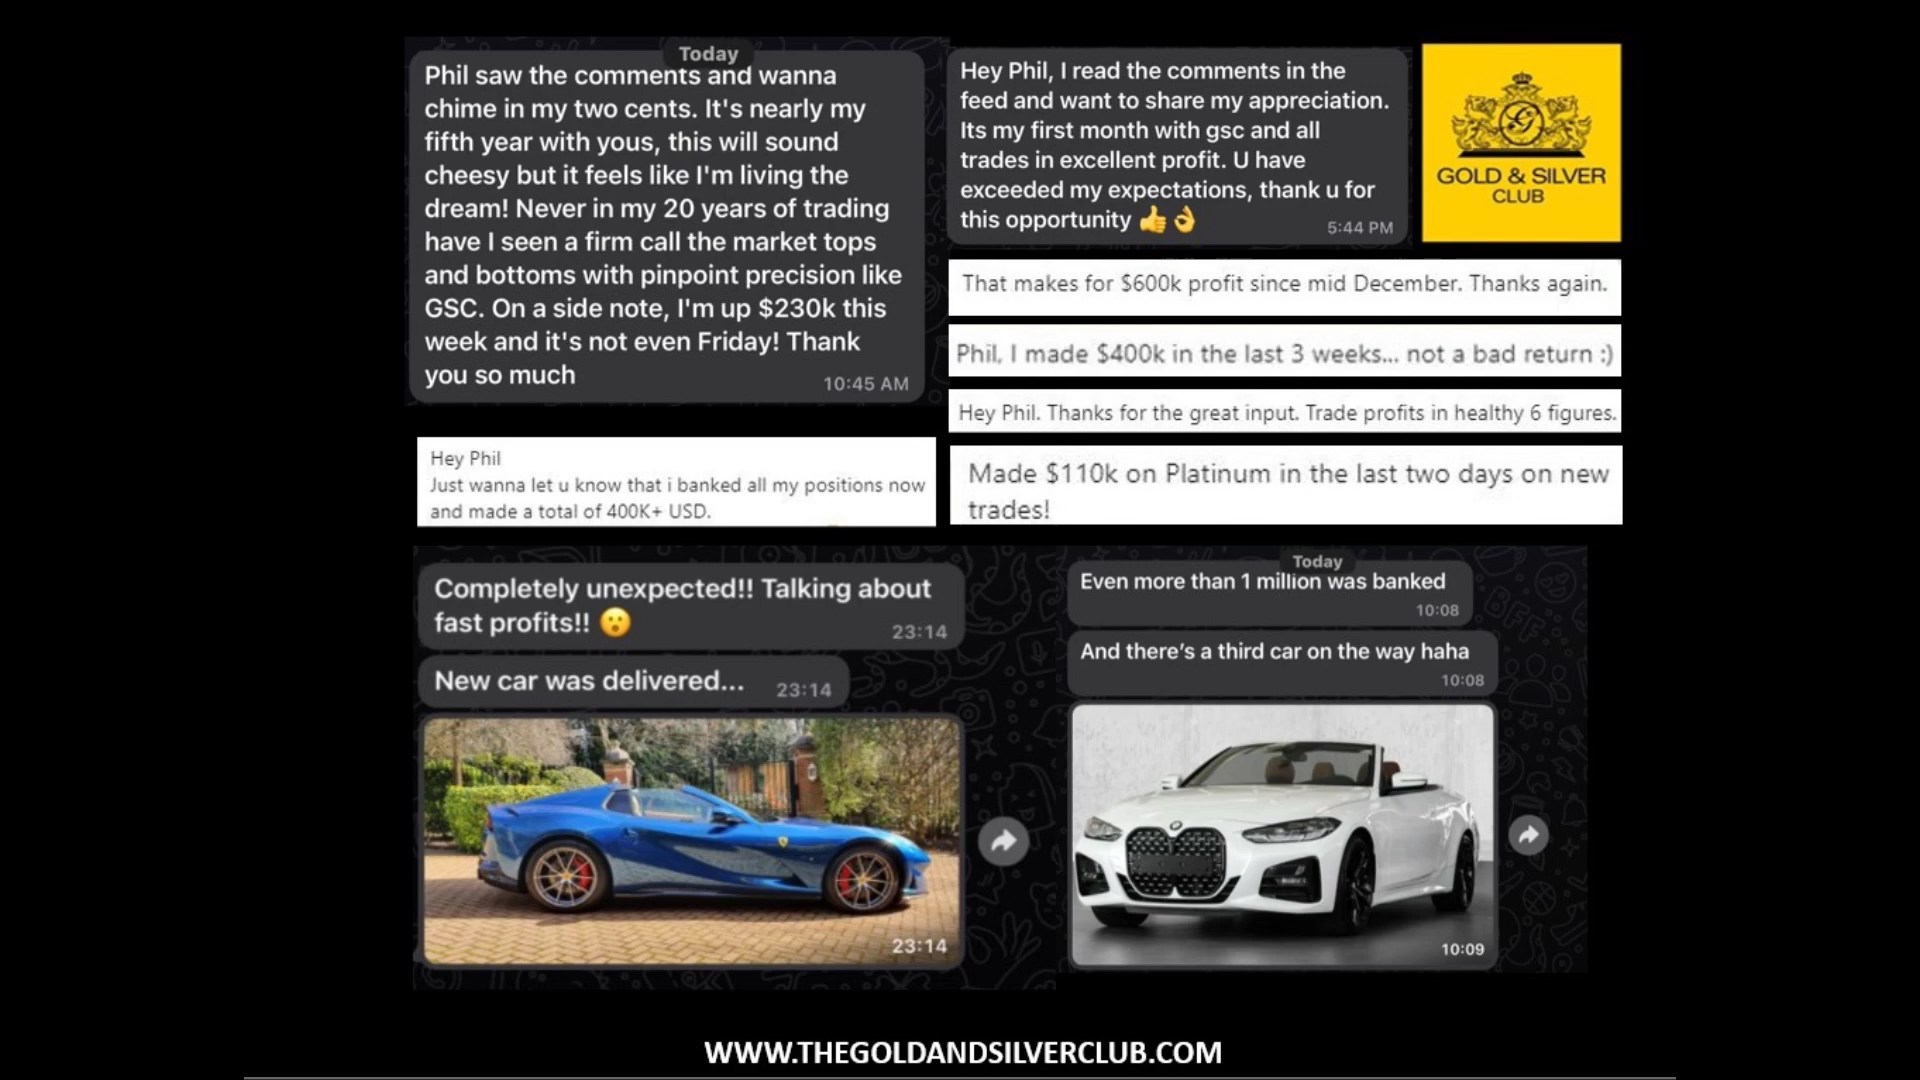 Today
Phil saw the comments and wanna
chime in my two cents. It's nearly my
fifth year with yous, this will sound
cheesy but it feels like I'm living the
dream! Never in my 20 years of trading
have I seen a firm call the market tops
and bottoms with pinpoint precision like
GSC. On a side note, I'm up $230k this
week and it's not even Friday! Thank
you so much
10:45 AM
Hey Phil, I read the comments in the
feed and want to share my appreciation.
Its my first month with gsc and all
trades in excellent profit. U have
exceeded my expectations, thank u for
this opportunity 👍👌
5:44 PM
G
GOLD & SILVER
CLUB
That makes for $600k profit since mid December. Thanks again.
Phil, I made $400k in the last 3 weeks... not a bad return :)
Hey Phil. Thanks for the great input. Trade profits in healthy 6 figures.
Hey Phil
Just wanna let u know that i banked all my positions now
and made a total of 400K+ USD.
Made $110k on Platinum in the last two days on new
trades!
Completely unexpected!! Talking about
fast profits!! 😮
23:14
New car was delivered...
23:14
23:14
Today
Even more than 1 million was banked
10:08
And there's a third car on the way haha
10:08
10:09
WWW.THEGOLDANDSILVERCLUB.COM